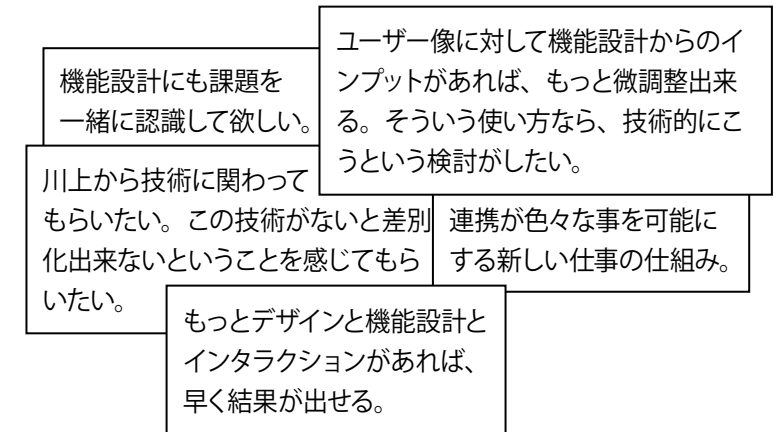 ユーザー像に対して機能設計からのイ
ンプットがあれば、もっと微調整出来
る。そういう使い方なら、技術的にこ
うという検討がしたい。
機能設計にも課題を
一緒に認識して欲しい。
川上から技術に関わって
もらいたい。この技術がないと差別
化出来ないということを感じてもら
いたい。
連携が色々な事を可能に
する新しい仕事の仕組み。
もっとデザインと機能設計と
インタラクションがあれば、
早く結果が出せる。